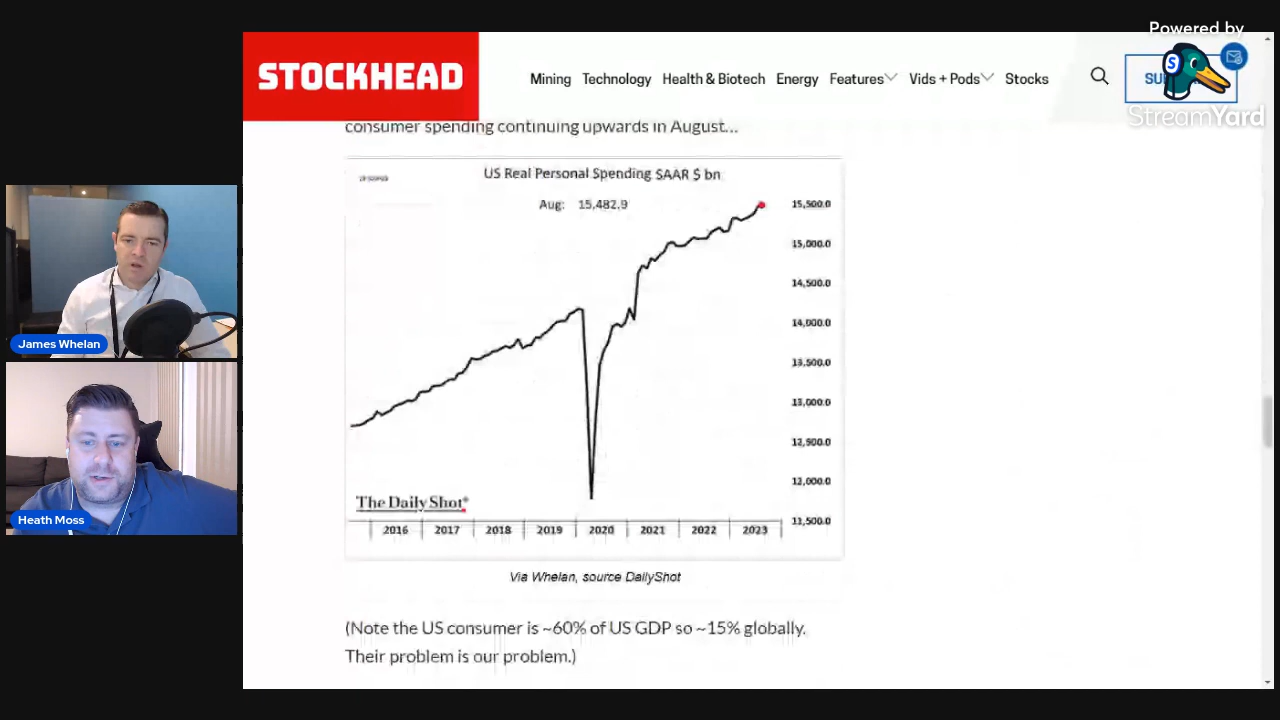 Powered by
StreamYard
STOCKHEAD
Mining Technology Health & Biotech Energy Features Vids + Pods Stocks
consumer spending continuing upwards in August...
US Real Personal Spending SAAR $ bn
Aug: 15,482.9
15,500.0
15,000.0
14,500.0
14,000.0
13,500.0
13,000.0
12,500.0
12,000.0
11,500.0
The Daily Shot®
2016 2017 2018 2019 2020 2021 2022 2023
Via Whelan, source DailyShot
(Note the US consumer is ~60% of US GDP so ~15% globally.
Their problem is our problem.)
James Whelan
Heath Moss